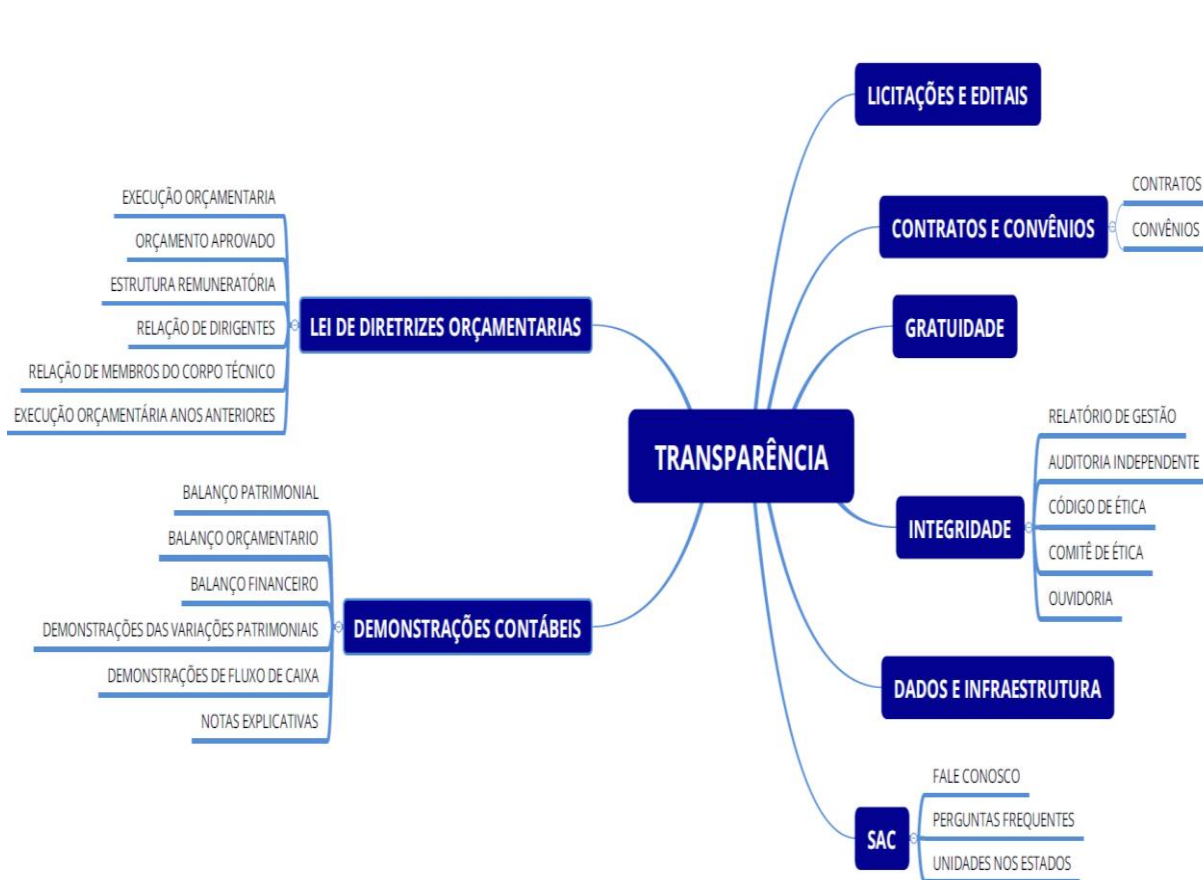 TRANSPARÊNCIA
LICITAÇÕES E EDITAIS
CONTRATOS E CONVÊNIOS
CONTRATOS
CONVÊNIOS
GRATUIDADE
INTEGRIDADE
RELATÓRIO DE GESTÃO
AUDITORIA INDEPENDENTE
CÓDIGO DE ÉTICA
COMITÊ DE ÉTICA
OUVIDORIA
DADOS E INFRAESTRUTURA
SAC
FALE CONOSCO
PERGUNTAS FREQUENTES
UNIDADES NOS ESTADOS
LEI DE DIRETRIZES ORÇAMENTARIAS
EXECUÇÃO ORÇAMENTARIA
ORÇAMENTO APROVADO
ESTRUTURA REMUNERATÓRIA
RELAÇÃO DE DIRIGENTES
RELAÇÃO DE MEMBROS DO CORPO TÉCNICO
EXECUÇÃO ORÇAMENTÁRIA ANOS ANTERIORES
DEMONSTRAÇÕES CONTÁBEIS
BALANÇO PATRIMONIAL
BALANÇO ORÇAMENTARIO
BALANÇO FINANCEIRO
DEMONSTRAÇÕES DAS VARIAÇÕES PATRIMONIAIS
DEMONSTRAÇÕES DE FLUXO DE CAIXA
NOTAS EXPLICATIVAS